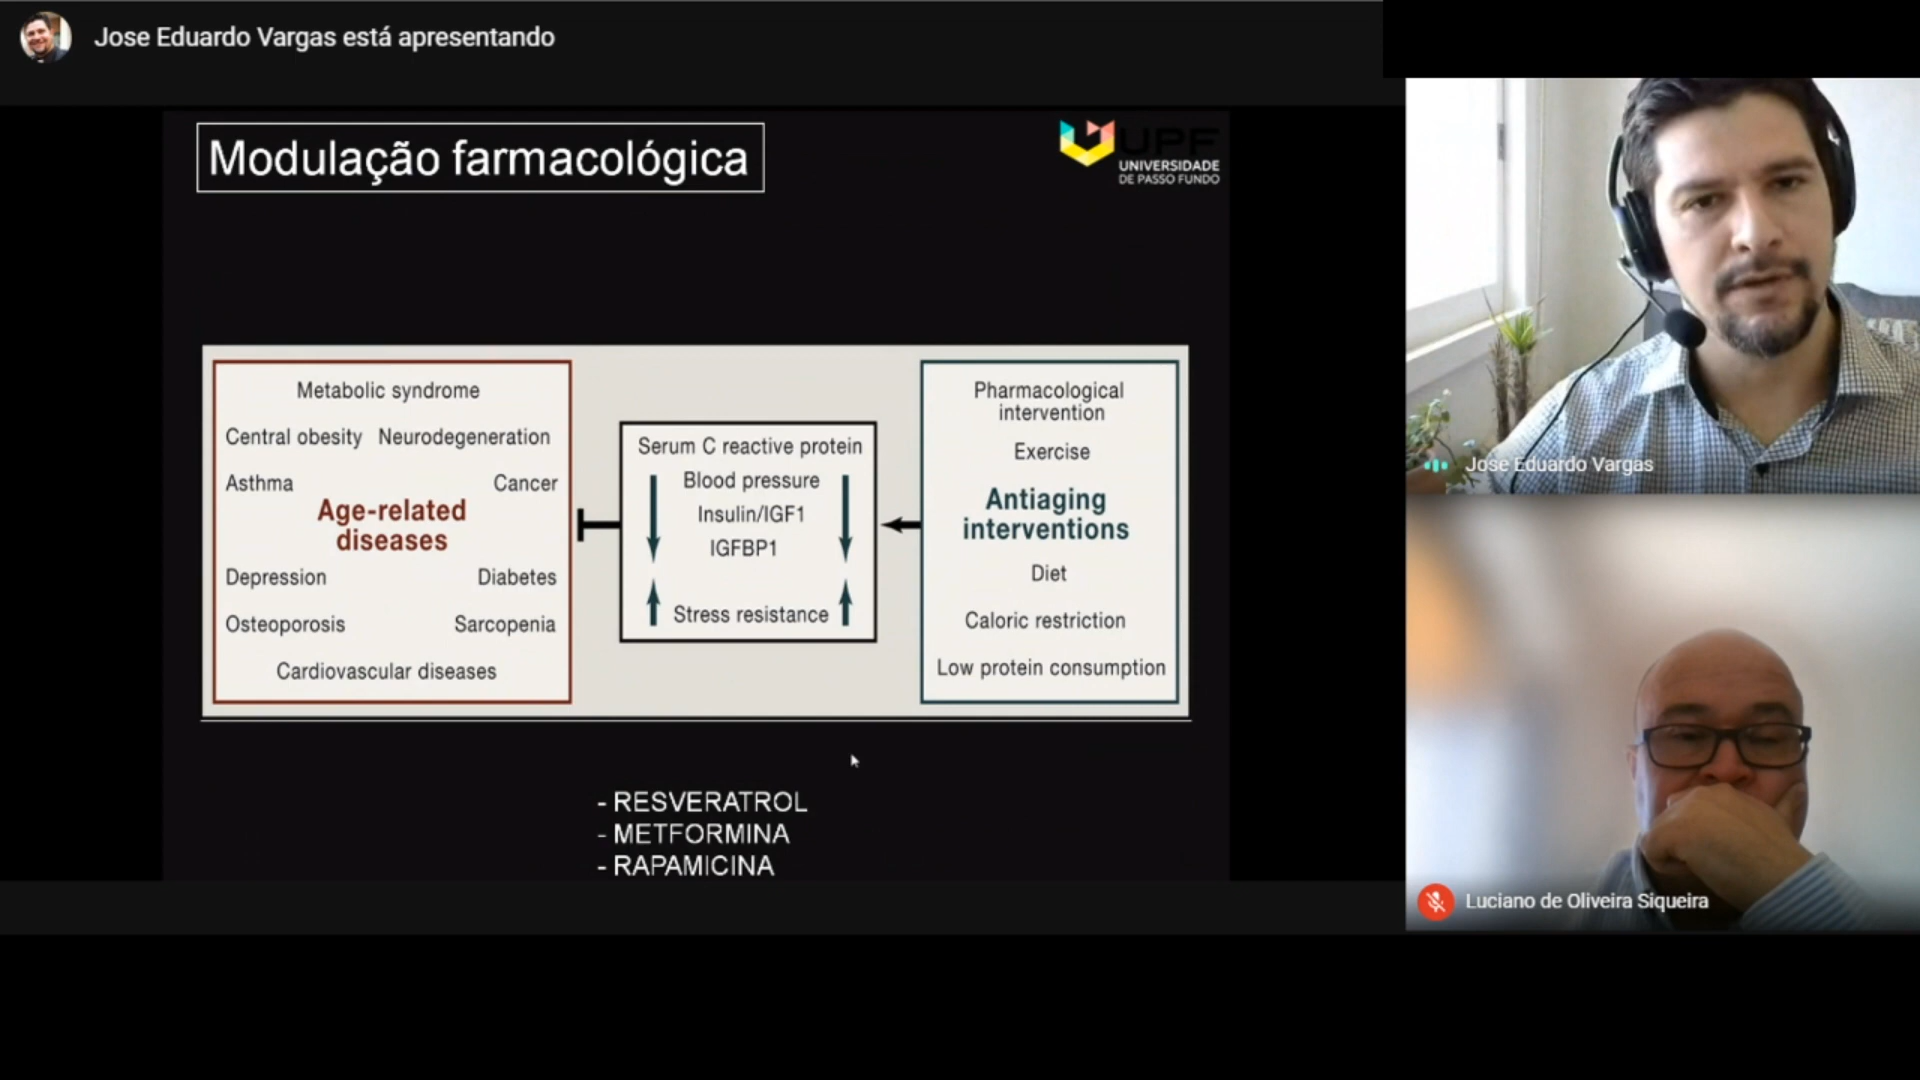 Jose Eduardo Vargas está apresentando
Modulação farmacológica
UPF
UNIVERSIDADE
DE PASSO FUNDO
Metabolic syndrome
Central obesity Neurodegeneration
Asthma Cancer
Age-related
diseases
Depression Diabetes
Osteoporosis Sarcopenia
Cardiovascular diseases
Serum C reactive protein
Blood pressure
Insulin/IGF1
IGFBP1
Stress resistance
Pharmacological
intervention
Exercise
Antiaging
interventions
Diet
Caloric restriction
Low protein consumption
- RESVERATROL
- METFORMINA
- RAPAMICINA
Jose Eduardo Vargas
Luciano de Oliveira Siqueira